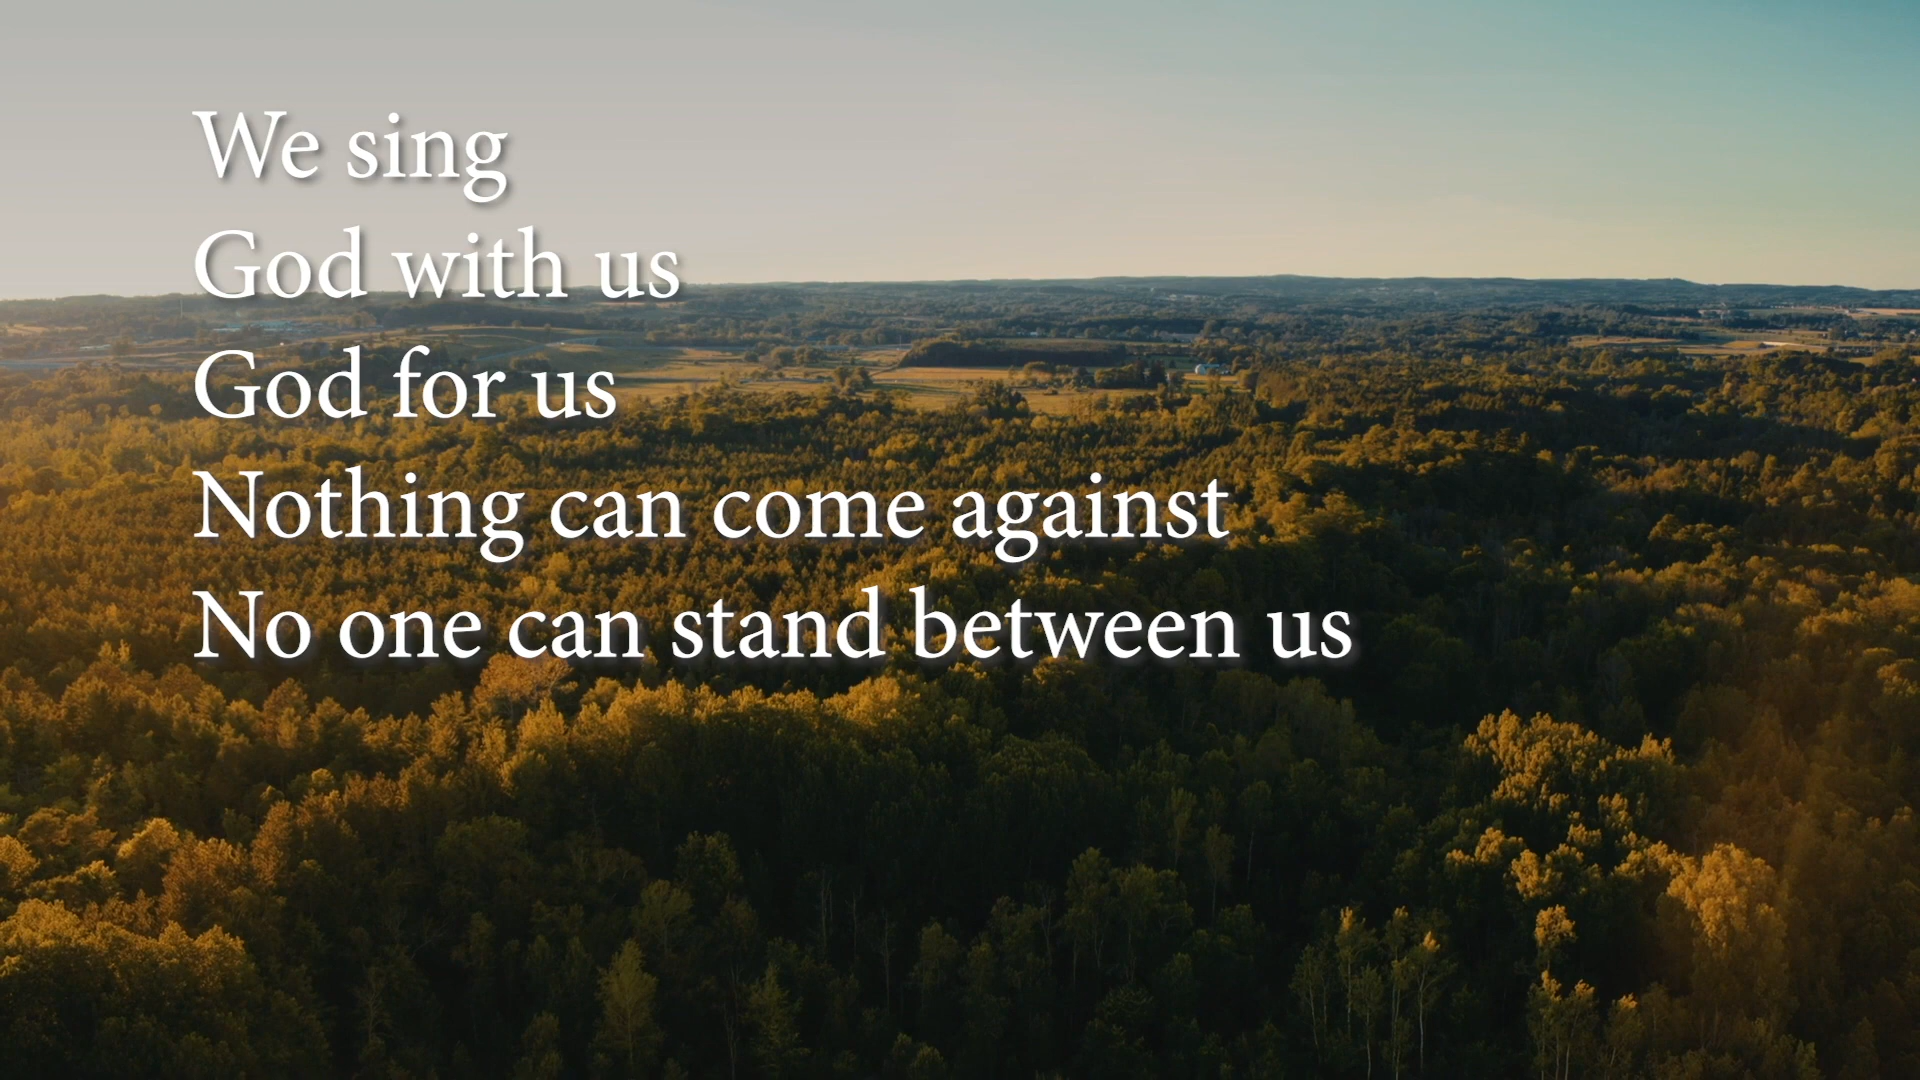 We sing
God with us
God for us
Nothing can come against
No one can stand between us